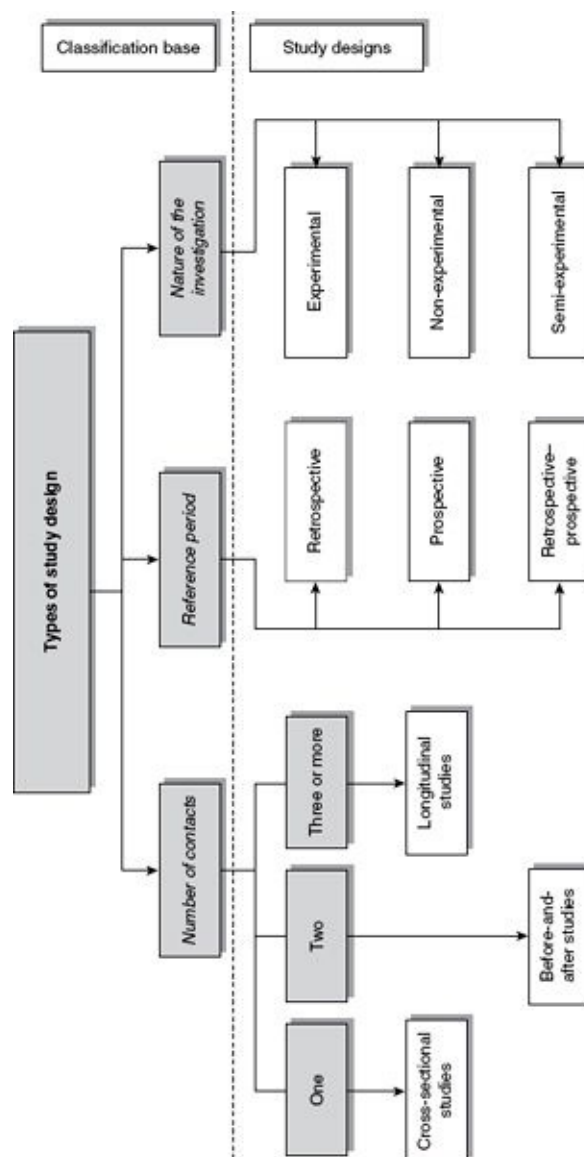 Types of study design
Classification base
Number of contacts
Reference period
Nature of the
investigation
Study designs
One
Two
Three or more
Retrospective
Experimental
Cross-sectional
studies
Longitudinal
studies
Prospective
Non-experimental
Before-and-
after studies
Retrospective–
prospective
Semi-experimental